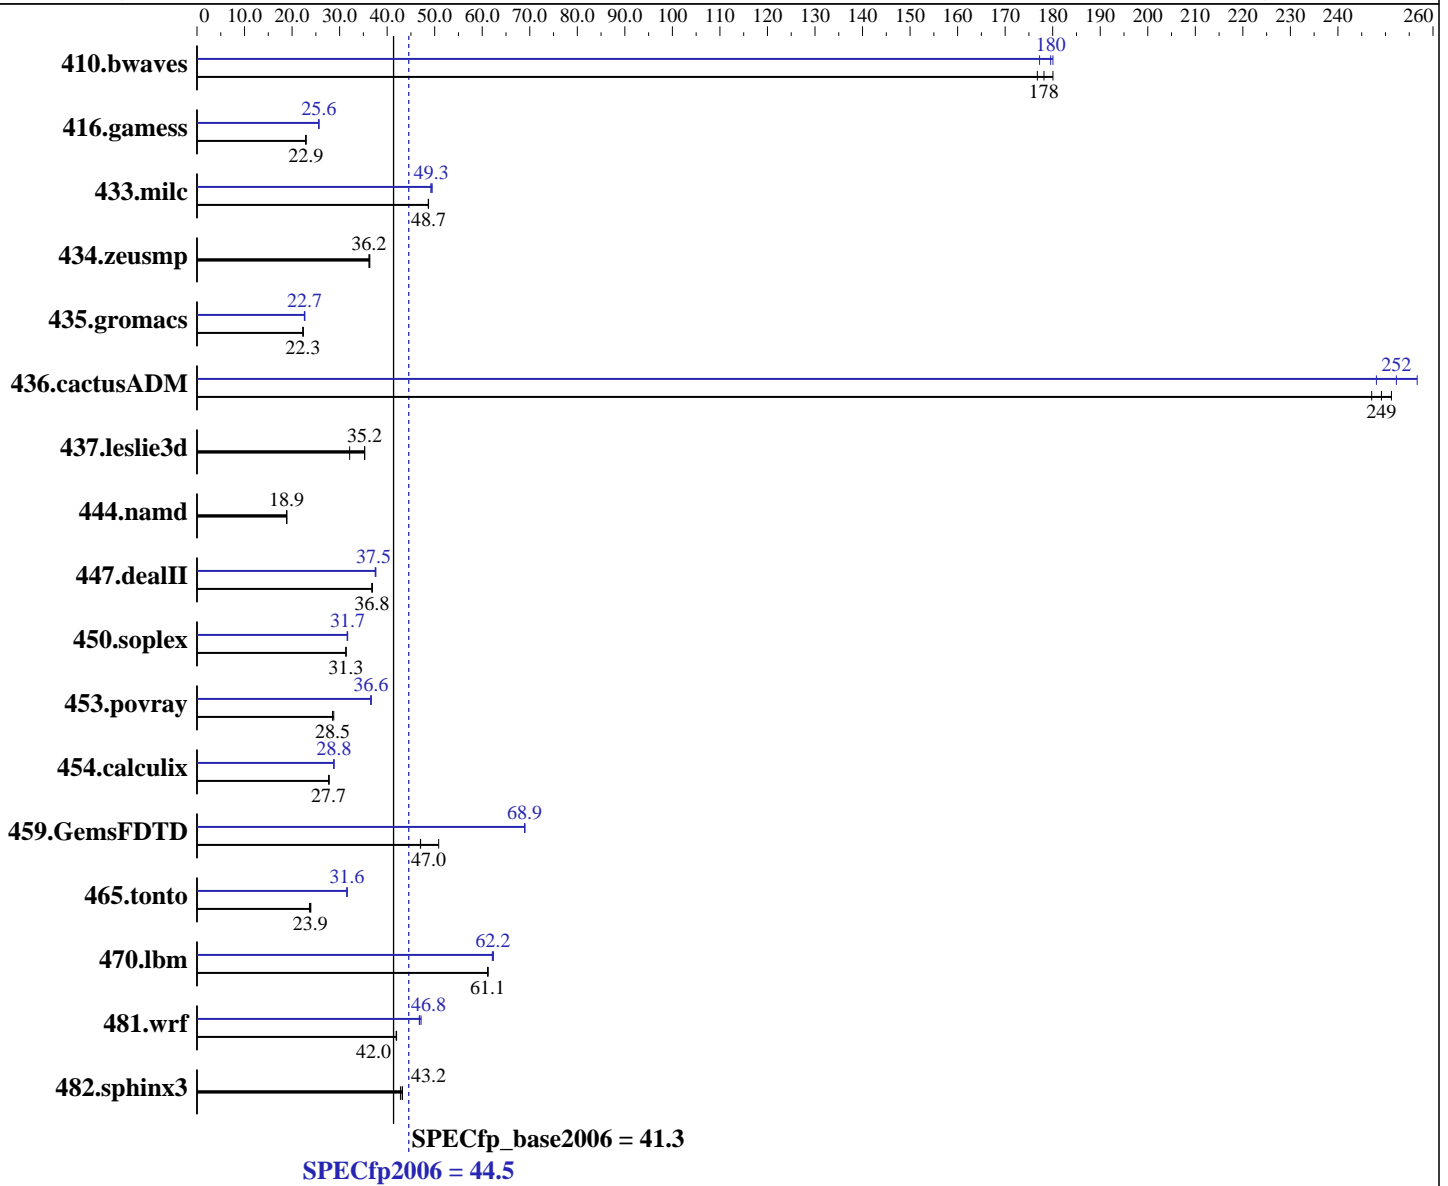 0 10.0 20.0 30.0 40.0 50.0 60.0 70.0 80.0 90.0 100 110 120 130 140 150 160 170 180 190 200 210 220 230 240 260
180
410.bwaves
178
25.6
416.gamess
22.9
49.3
433.milc
48.7
36.2
434.zeusmp
22.7
435.gromacs
22.3
252
436.cactusADM
249
35.2
437.leslie3d
18.9
444.namd
37.5
447.dealII
36.8
31.7
450.soplex
31.3
36.6
453.povray
28.5
28.8
454.calculix
27.7
68.9
459.GemsFDTD
47.0
31.6
465.tonto
23.9
62.2
470.lbm
61.1
46.8
481.wrf
42.0
43.2
482.sphinx3
SPECfp_base2006 = 41.3
SPECfp2006 = 44.5